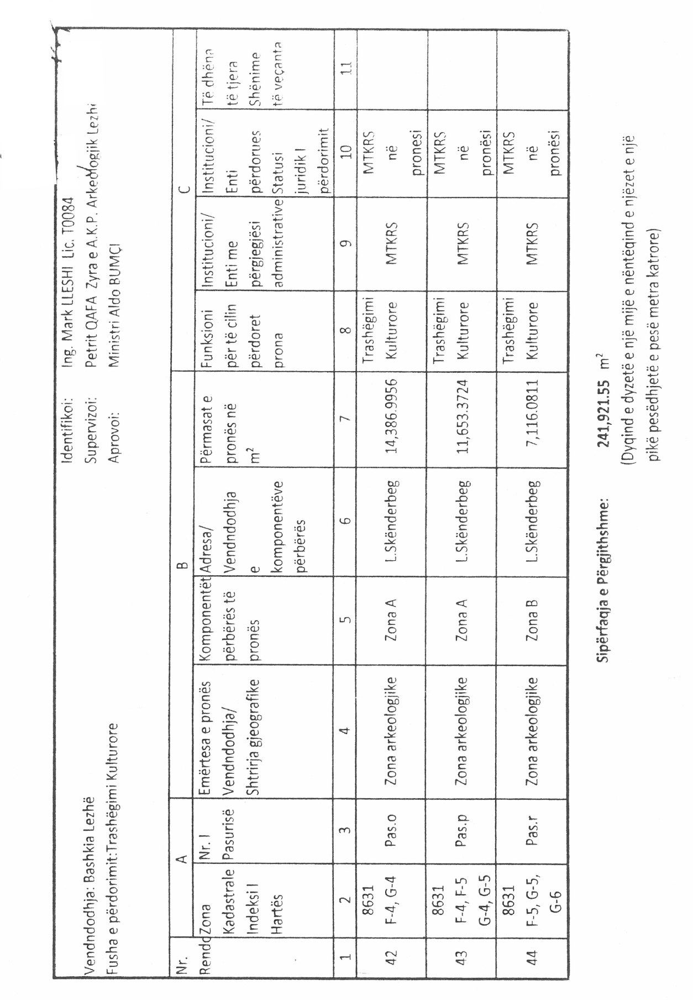 Identifikoi: Ing. Mark LLESHI Lic. T0084
Vendndodhja: Bashkia Lezhë Supervizoi: Petrit QAFA Zyra e A.K.P. Arkeologjik Lezhë
Fusha e përdorimit:Trashëgimi Kulturore Aprovoi: Ministri Aldo BUMÇI
Nr. A B C
Rendo Zona Nr. I Emërtesa e pronës Komponentët Adresa/ Përmasat e Funksioni Institucioni/ Institucioni/ Të dhëna
Kadastrale Pasurisë Vendndodhja/ përbërës të Vendndodhja pronës në për të cilin Enti me Enti të tjera
Indeksi I Shtrirja gjeografike pronës e m² përdoret përgjegjësi përdorues Shënime
Hartës komponentëve prona administrative Statusi të veçanta
përbërës juridik I
përdorimit
1 2 3 4 5 6 7 8 9 10 11
8631 Trashëgimi MTKRS
42 F-4, G-4 Pas.o Zona arkeologjike Zona A L.Skënderbeg 14,386.9956 Kulturore MTKRS në
pronesi
8631 Trashëgimi MTKRS
43 F-4, F-5 Pas.p Zona arkeologjike Zona A L.Skënderbeg 11,653.3724 Kulturore MTKRS në
G-4, G-5 pronësi
8631 Trashëgimi MTKRS
44 F-5, G-5, Pas.r Zona arkeologjike Zona B L.Skënderbeg 7,116.0811 Kulturore MTKRS në
G-6 pronësi
Sipërfaqja e Përgjithshme: 241,921.55 m²
(Dyqind e dyzetë e një mijë e nëntëqind e njëzet e një
pikë pesëdhjetë e pesë metra katrore)